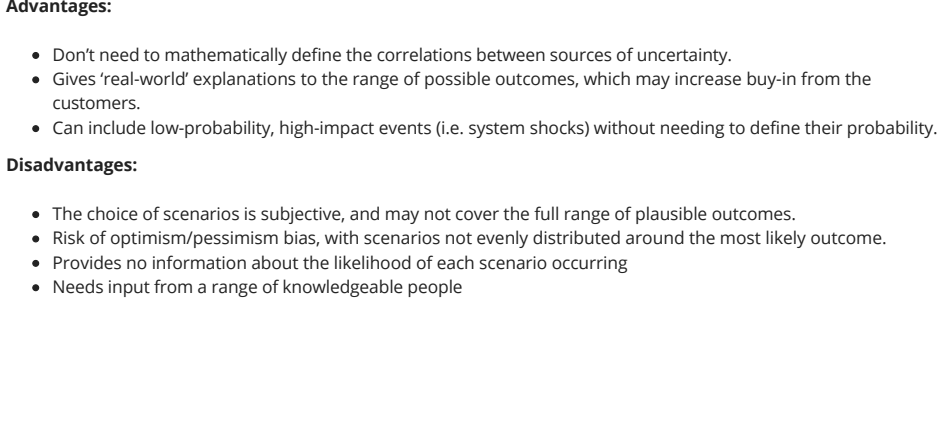 Advantages:
• Don’t need to mathematically define the correlations between sources of uncertainty.
• Gives ‘real-world’ explanations to the range of possible outcomes, which may increase buy-in from the
customers.
• Can include low-probability, high-impact events (i.e. system shocks) without needing to define their probability.
Disadvantages:
• The choice of scenarios is subjective, and may not cover the full range of plausible outcomes.
• Risk of optimism/pessimism bias, with scenarios not evenly distributed around the most likely outcome.
• Provides no information about the likelihood of each scenario occurring
• Needs input from a range of knowledgeable people